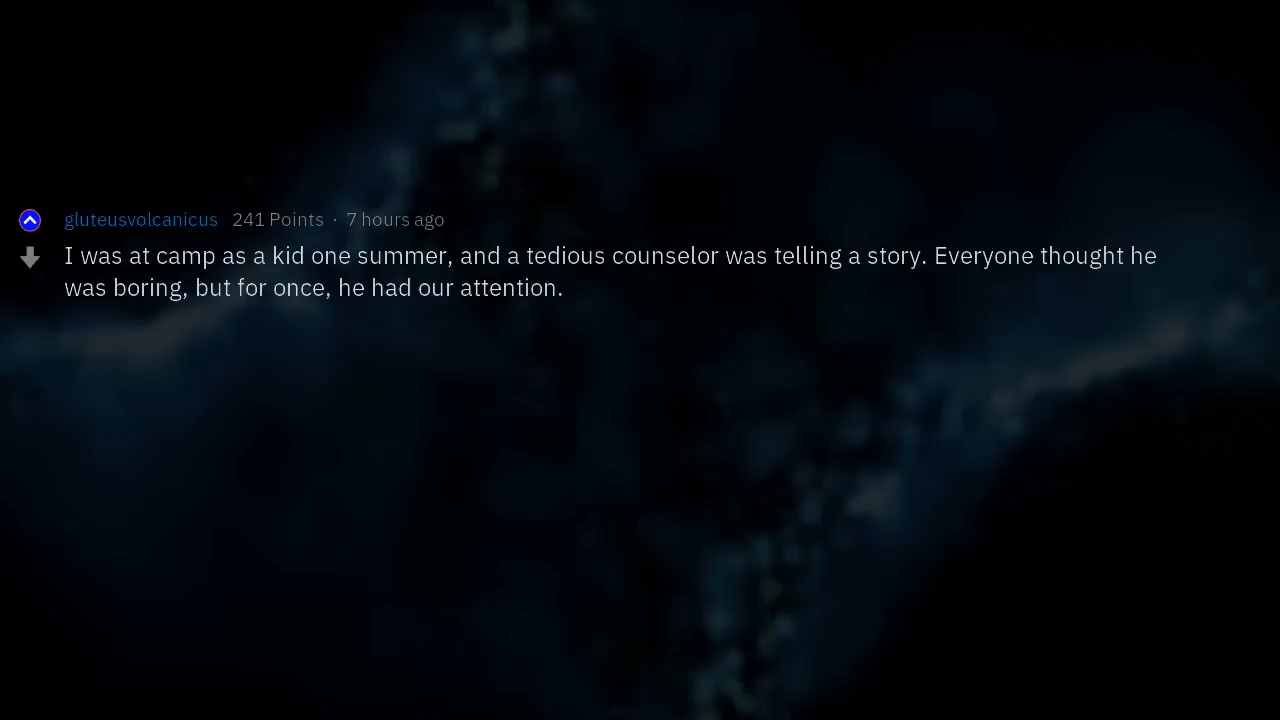 gluteusvolcanicus 241 Points · 7 hours ago
I was at camp as a kid one summer, and a tedious counselor was telling a story. Everyone thought he
was boring, but for once, he had our attention.